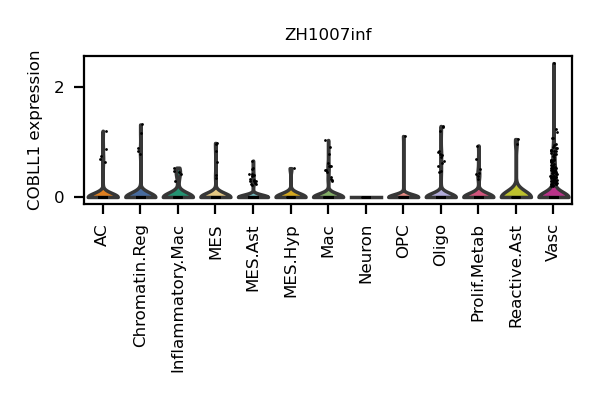 ZH1007inf
COBLL1 expression
2
0
AC
Chromatin.Reg
Inflammatory.Mac
MES
MES.Ast
MES.Hyp
Mac
Neuron
OPC
Oligo
Prolif.Metab
Reactive.Ast
Vasc